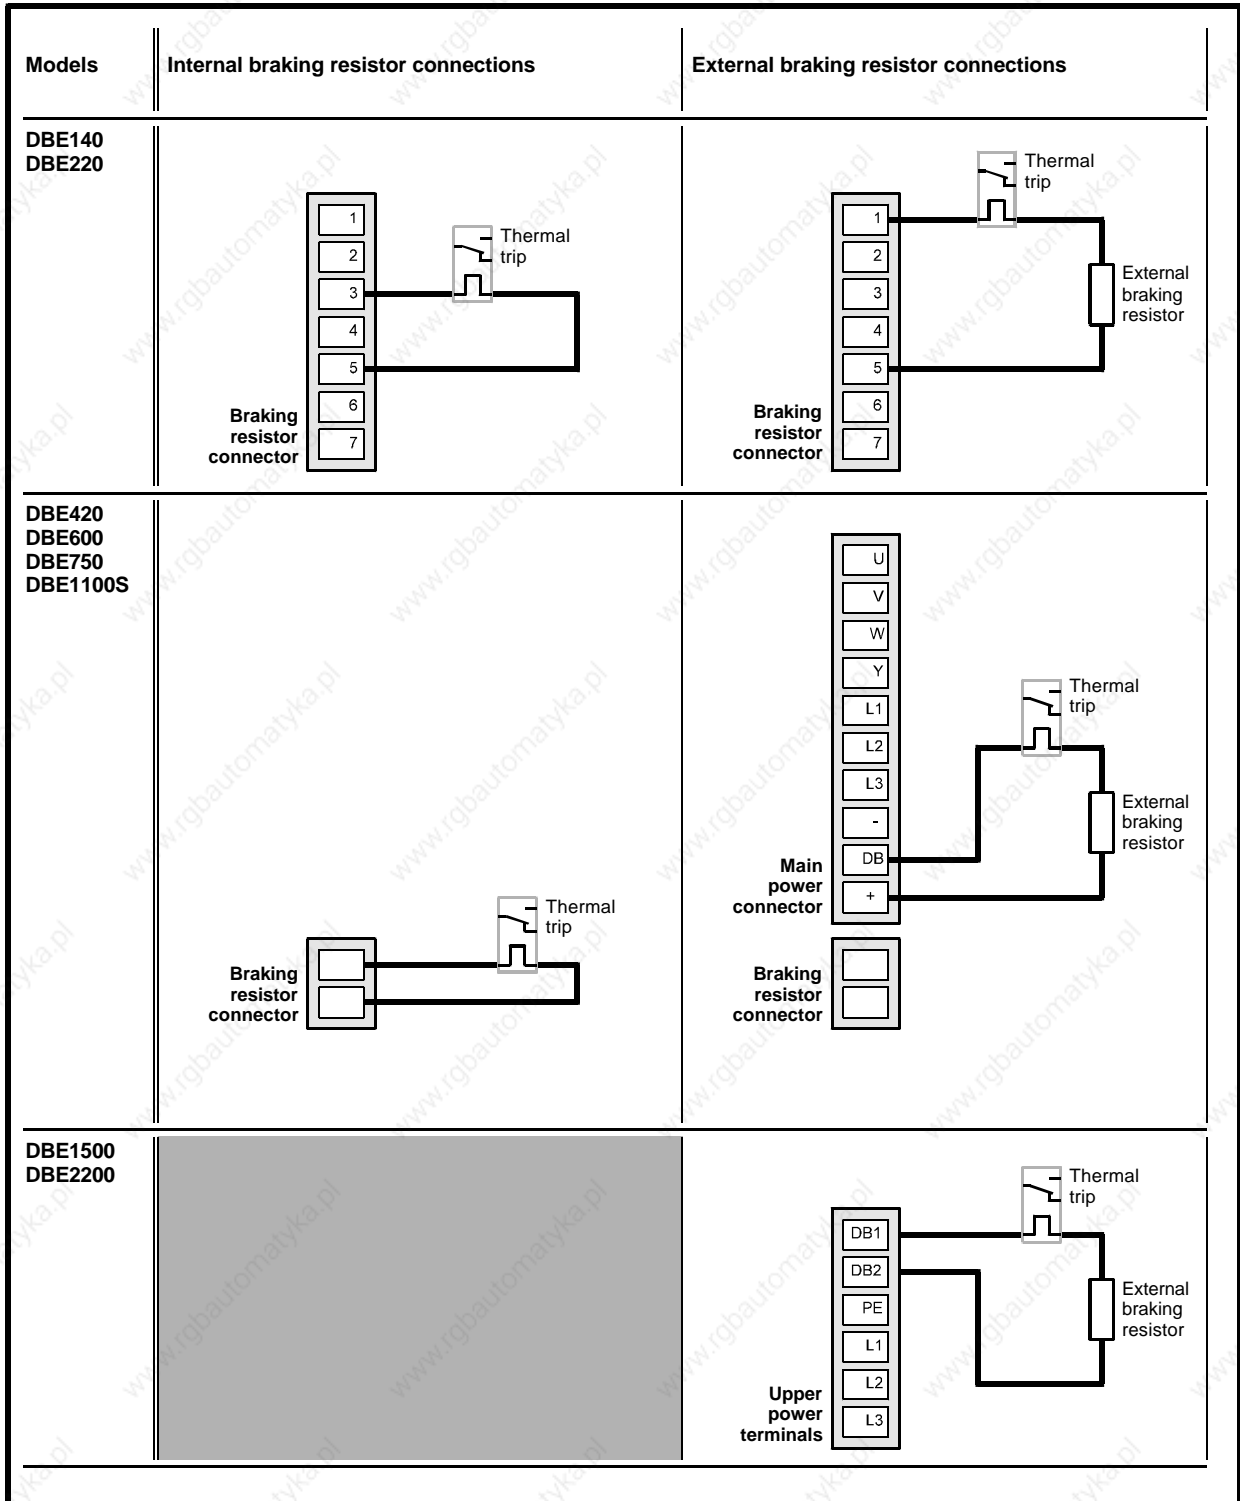 Models
Internal braking resistor connections
External braking resistor connections
DBE140
DBE220
1
2
3
4
5
6
7
Thermal
trip
Braking
resistor
connector
1
2
3
4
5
6
7
Thermal
trip
External
braking
resistor
Braking
resistor
connector
DBE420
DBE600
DBE750
DBE1100S
Thermal
trip
Braking
resistor
connector
U
V
W
Y
L1
L2
L3
-
DB
+
Thermal
trip
External
braking
resistor
Main
power
connector
Braking
resistor
connector
DBE1500
DBE2200
DB1
DB2
PE
L1
L2
L3
Thermal
trip
External
braking
resistor
Upper
power
terminals
www.rgbautomatyka.pl